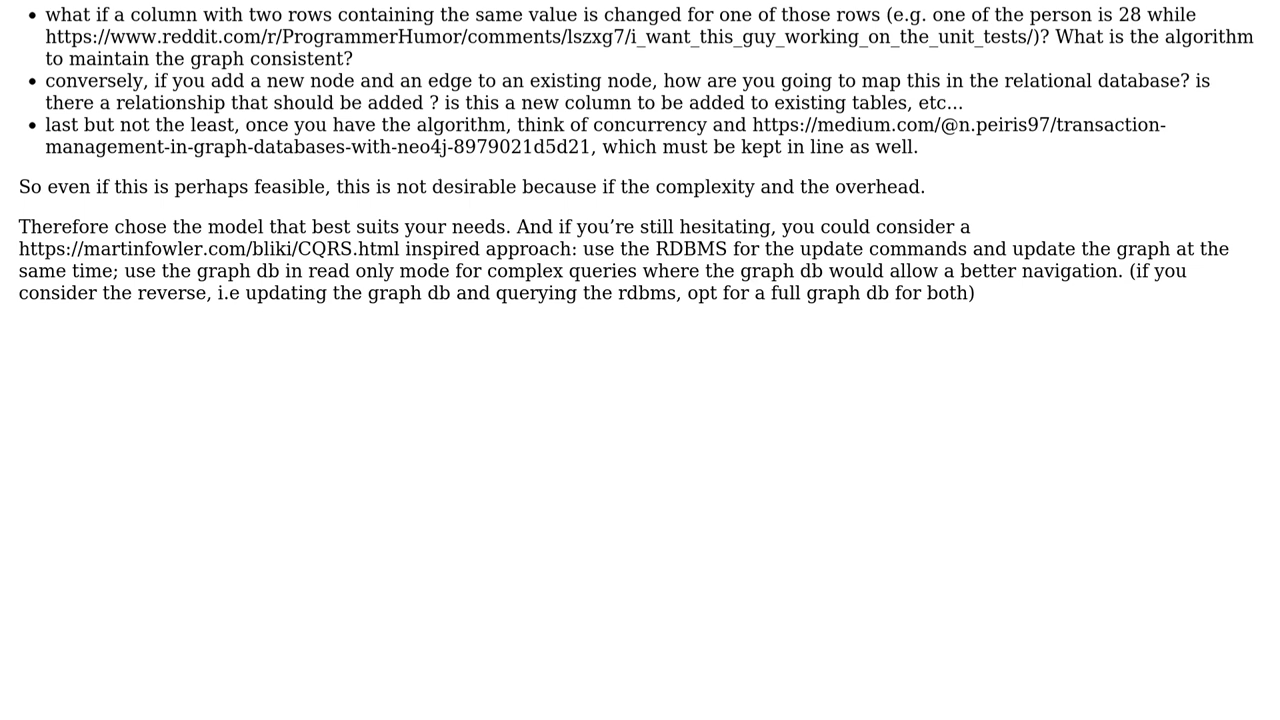 • what if a column with two rows containing the same value is changed for one of those rows (e.g. one of the person is 28 while
https://www.reddit.com/r/ProgrammerHumor/comments/lszxg7/i_want_this_guy_working_on_the_unit_tests/)? What is the algorithm
to maintain the graph consistent?
• conversely, if you add a new node and an edge to an existing node, how are you going to map this in the relational database? is
there a relationship that should be added ? is this a new column to be added to existing tables, etc...
• last but not the least, once you have the algorithm, think of concurrency and https://medium.com/@n.peiris97/transaction-
management-in-graph-databases-with-neo4j-8979021d5d21, which must be kept in line as well.
So even if this is perhaps feasible, this is not desirable because if the complexity and the overhead.
Therefore chose the model that best suits your needs. And if you’re still hesitating, you could consider a
https://martinfowler.com/bliki/CQRS.html inspired approach: use the RDBMS for the update commands and update the graph at the
same time; use the graph db in read only mode for complex queries where the graph db would allow a better navigation. (if you
consider the reverse, i.e updating the graph db and querying the rdbms, opt for a full graph db for both)